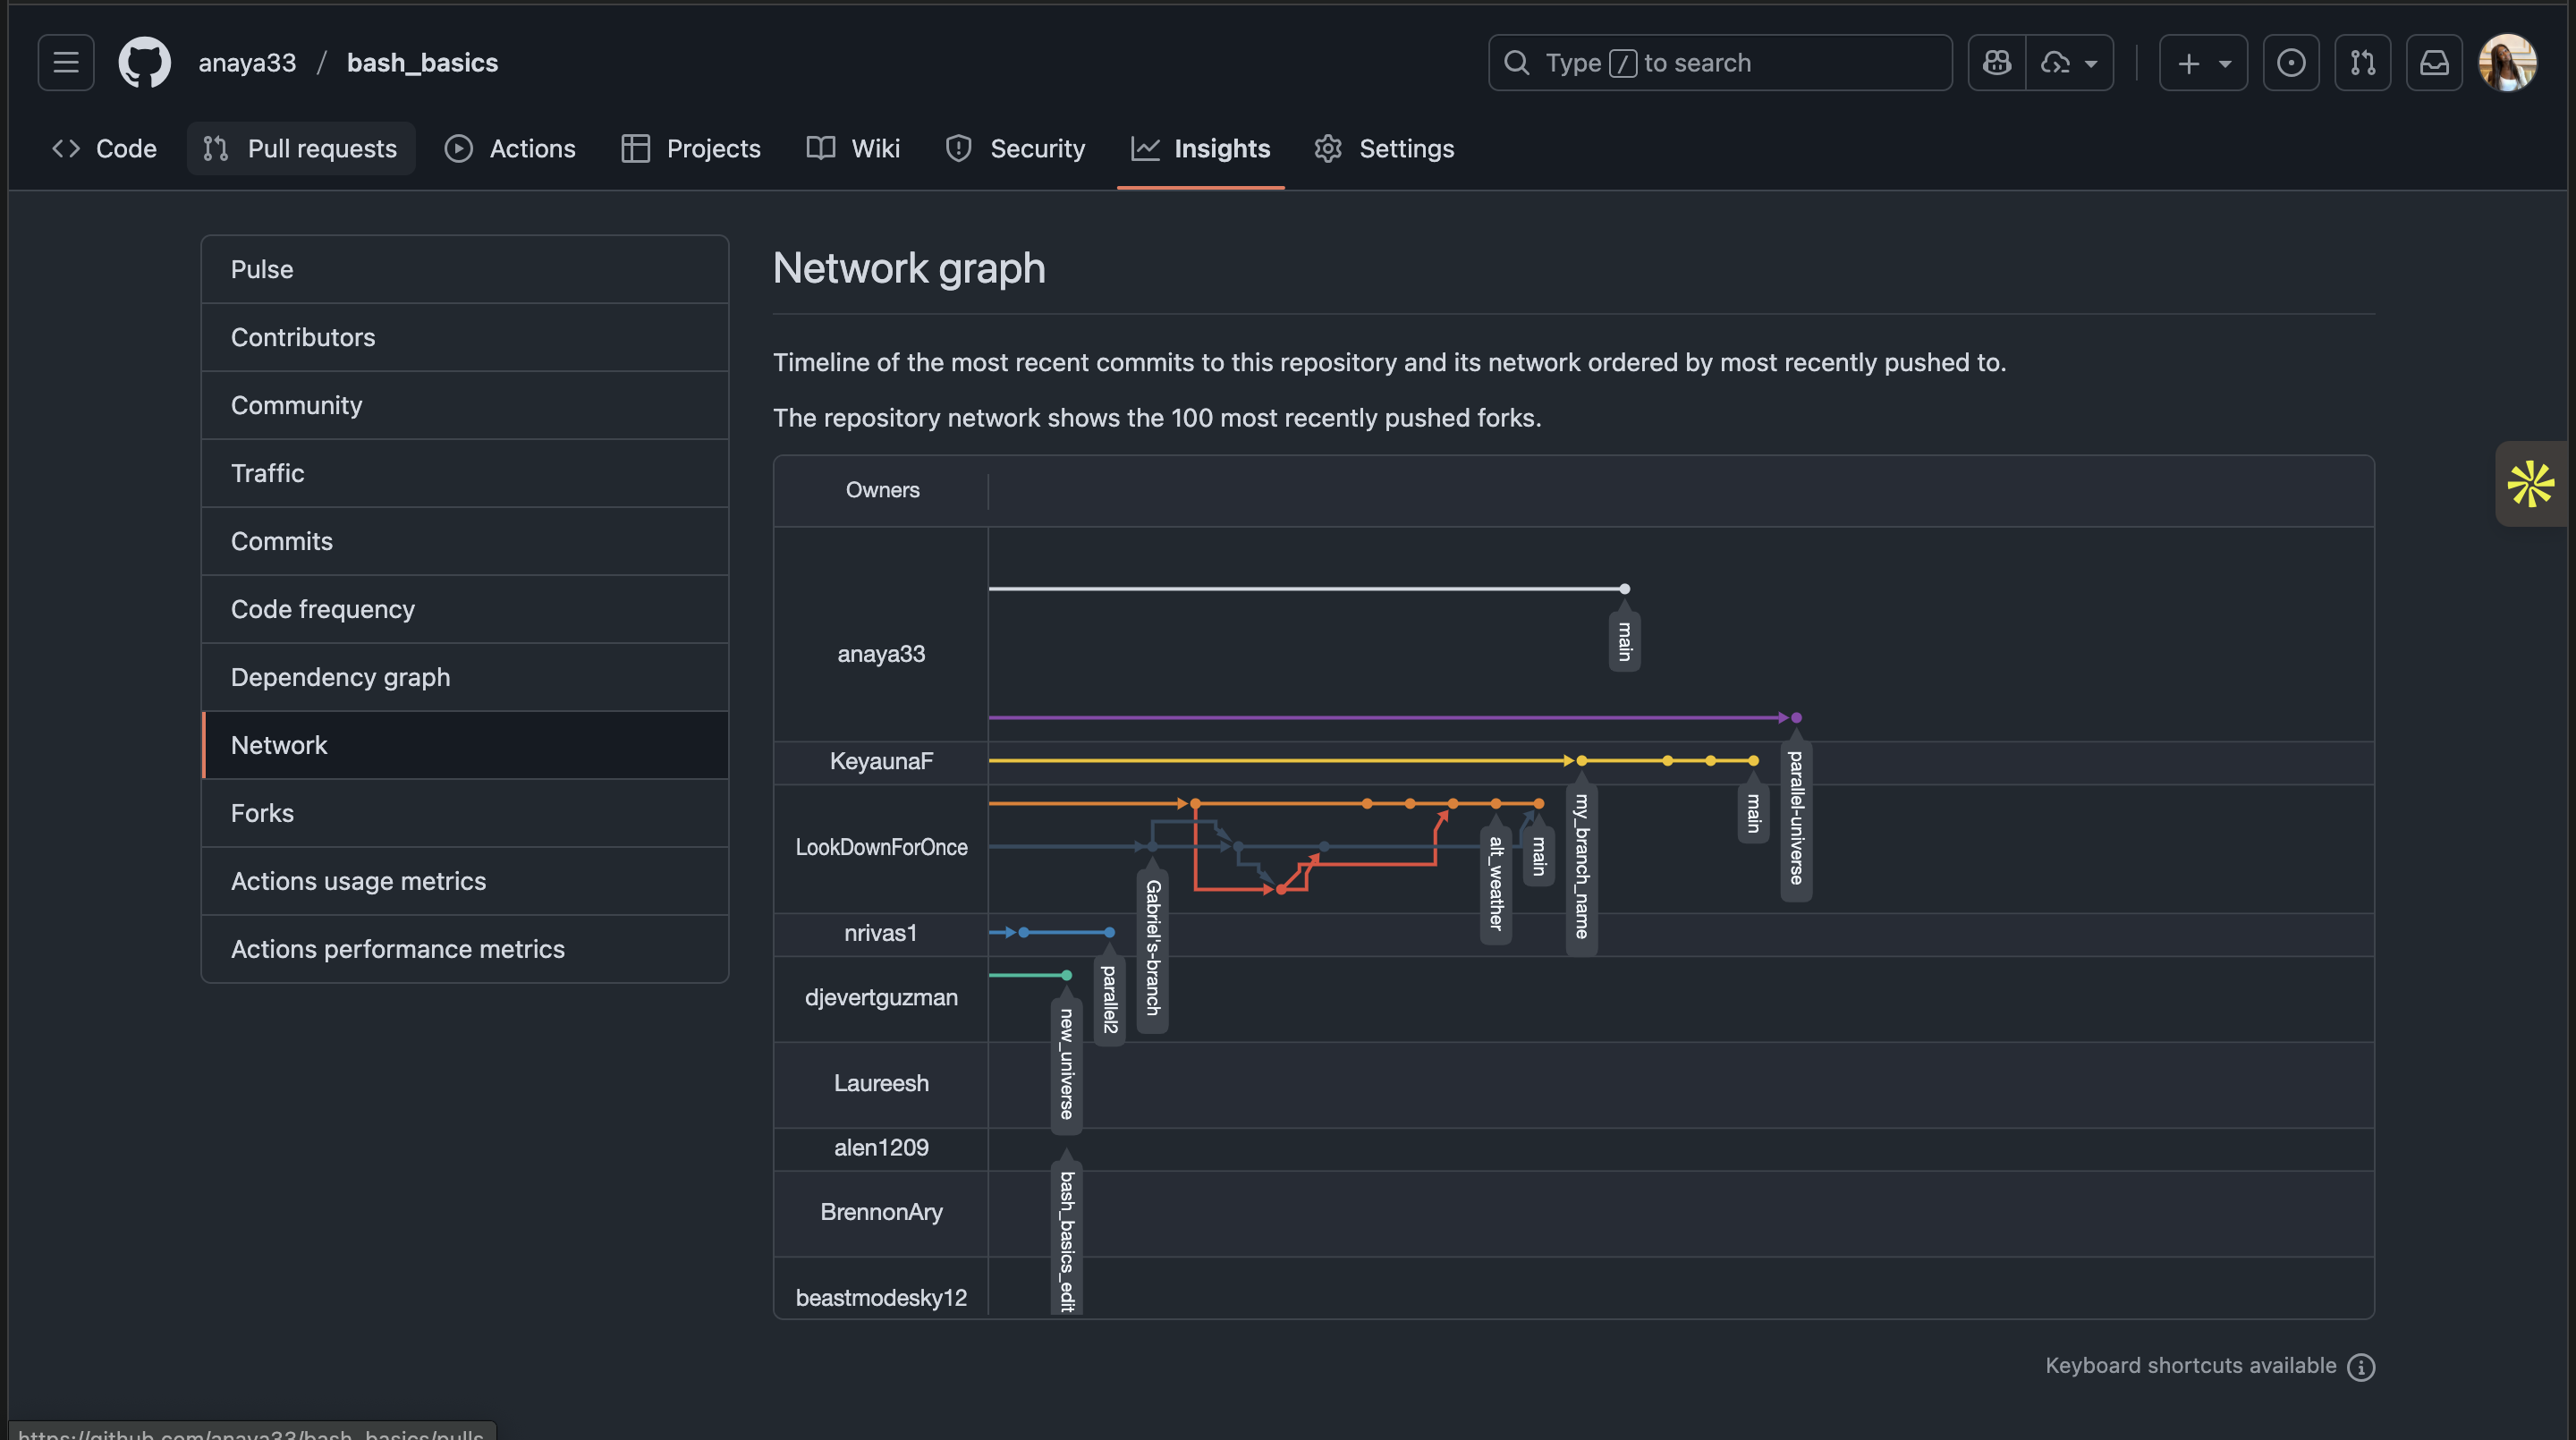 anaya33 / bash_basics
Type / to search
Code
Pull requests
Actions
Projects
Wiki
Security
Insights
Settings
Pulse
Contributors
Community
Traffic
Commits
Code frequency
Dependency graph
Network
Forks
Actions usage metrics
Actions performance metrics
Network graph
Timeline of the most recent commits to this repository and its network ordered by most recently pushed to.
The repository network shows the 100 most recently pushed forks.
Owners
anaya33
main
parallel-universe
KeyaunaF
my_branch_name
main
LookDownForOnce
Gabriel's-branch
alt_weather
main
nrivas1
parallel2
djevertguzman
new_universe
Laureesh
alen1209
bash_basics_edit
BrennonAry
beastmodesky12
Keyboard shortcuts available
https://github.com/anaya33/bash_basics/pulls